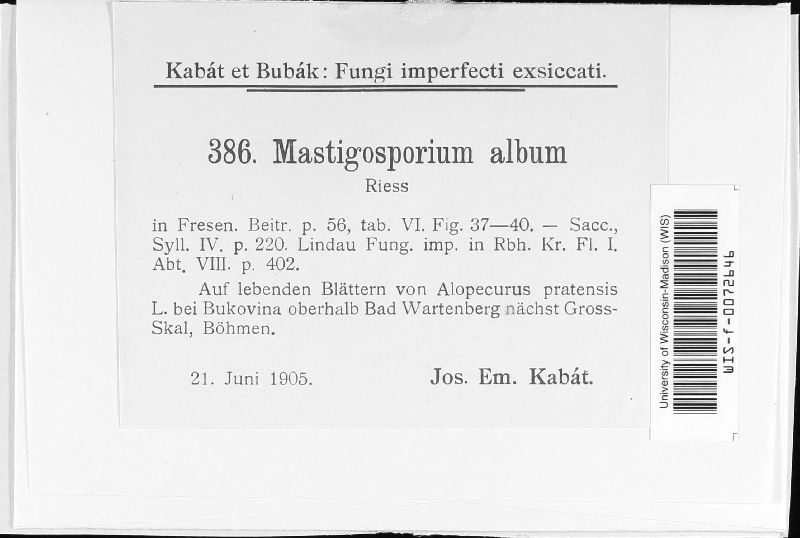 Kabát et Bubák: Fungi imperfecti exsiccati.
386. Mastigosporium album
Riess
in Fresen. Beitr. p. 56, tab. VI. Fig. 37—40. — Sacc.,
Syll. IV. p. 220. Lindau Fung. imp. in Rbh. Kr. Fl. I.
Abt. VIII. p. 402.
Auf lebenden Blättern von Alopecurus pratensis
L. bei Bukovina oberhalb Bad Wartenberg nächst Gross-
Skal, Böhmen.
21. Juni 1905.
Jos. Em. Kabát.
University of Wisconsin-Madison (WIS)
WIS-f-0072646